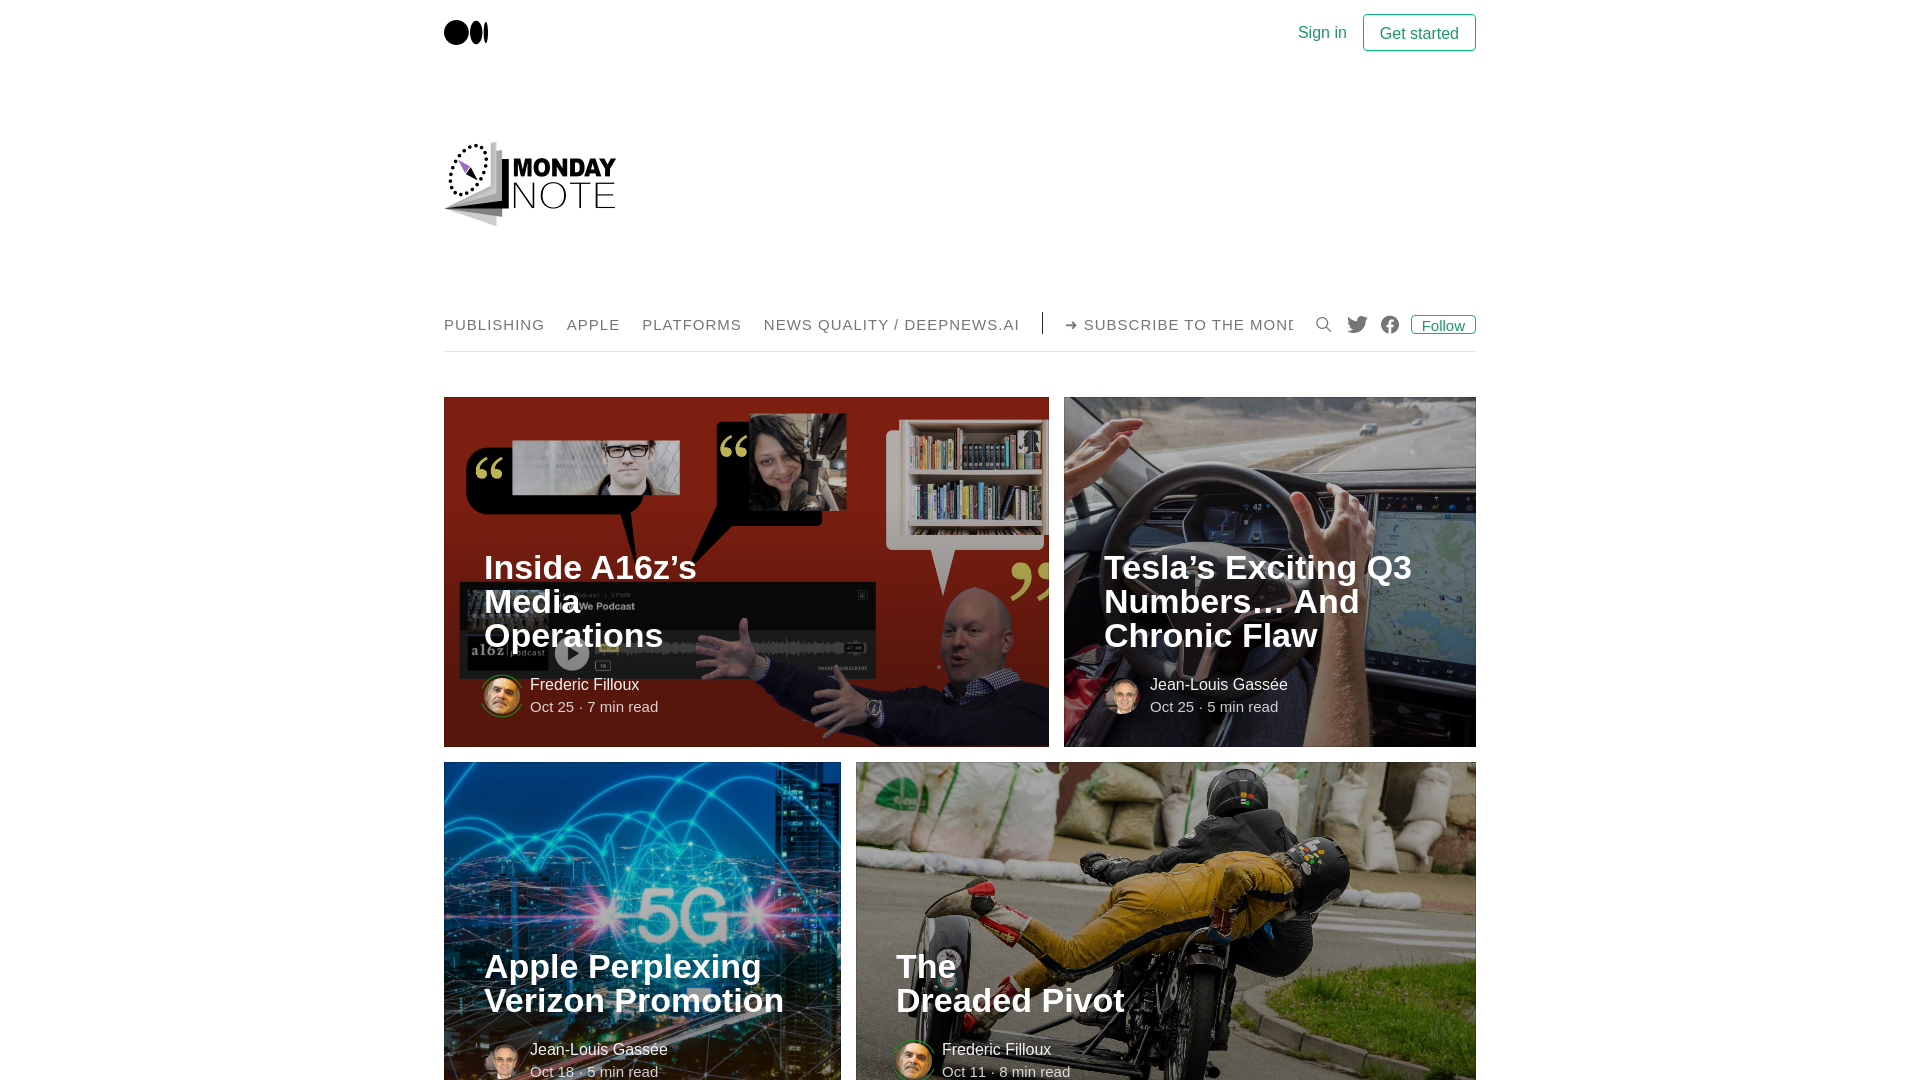 Sign in
Get started
MONDAY
NOTE
PUBLISHING
APPLE
PLATFORMS
NEWS QUALITY / DEEPNEWS.AI
➜ SUBSCRIBE TO THE MOND
Follow
Inside A16z’s
Media
Operations
a16z
podcast
Frederic Filloux
Oct 25 · 7 min read
42
Tesla’s Exciting Q3
Numbers… And
Chronic Flaw
Jean-Louis Gassée
Oct 25 · 5 min read
5G
Apple Perplexing
Verizon Promotion
Jean-Louis Gassée
Oct 18 · 5 min read
The
Dreaded Pivot
Frederic Filloux
Oct 11 · 8 min read